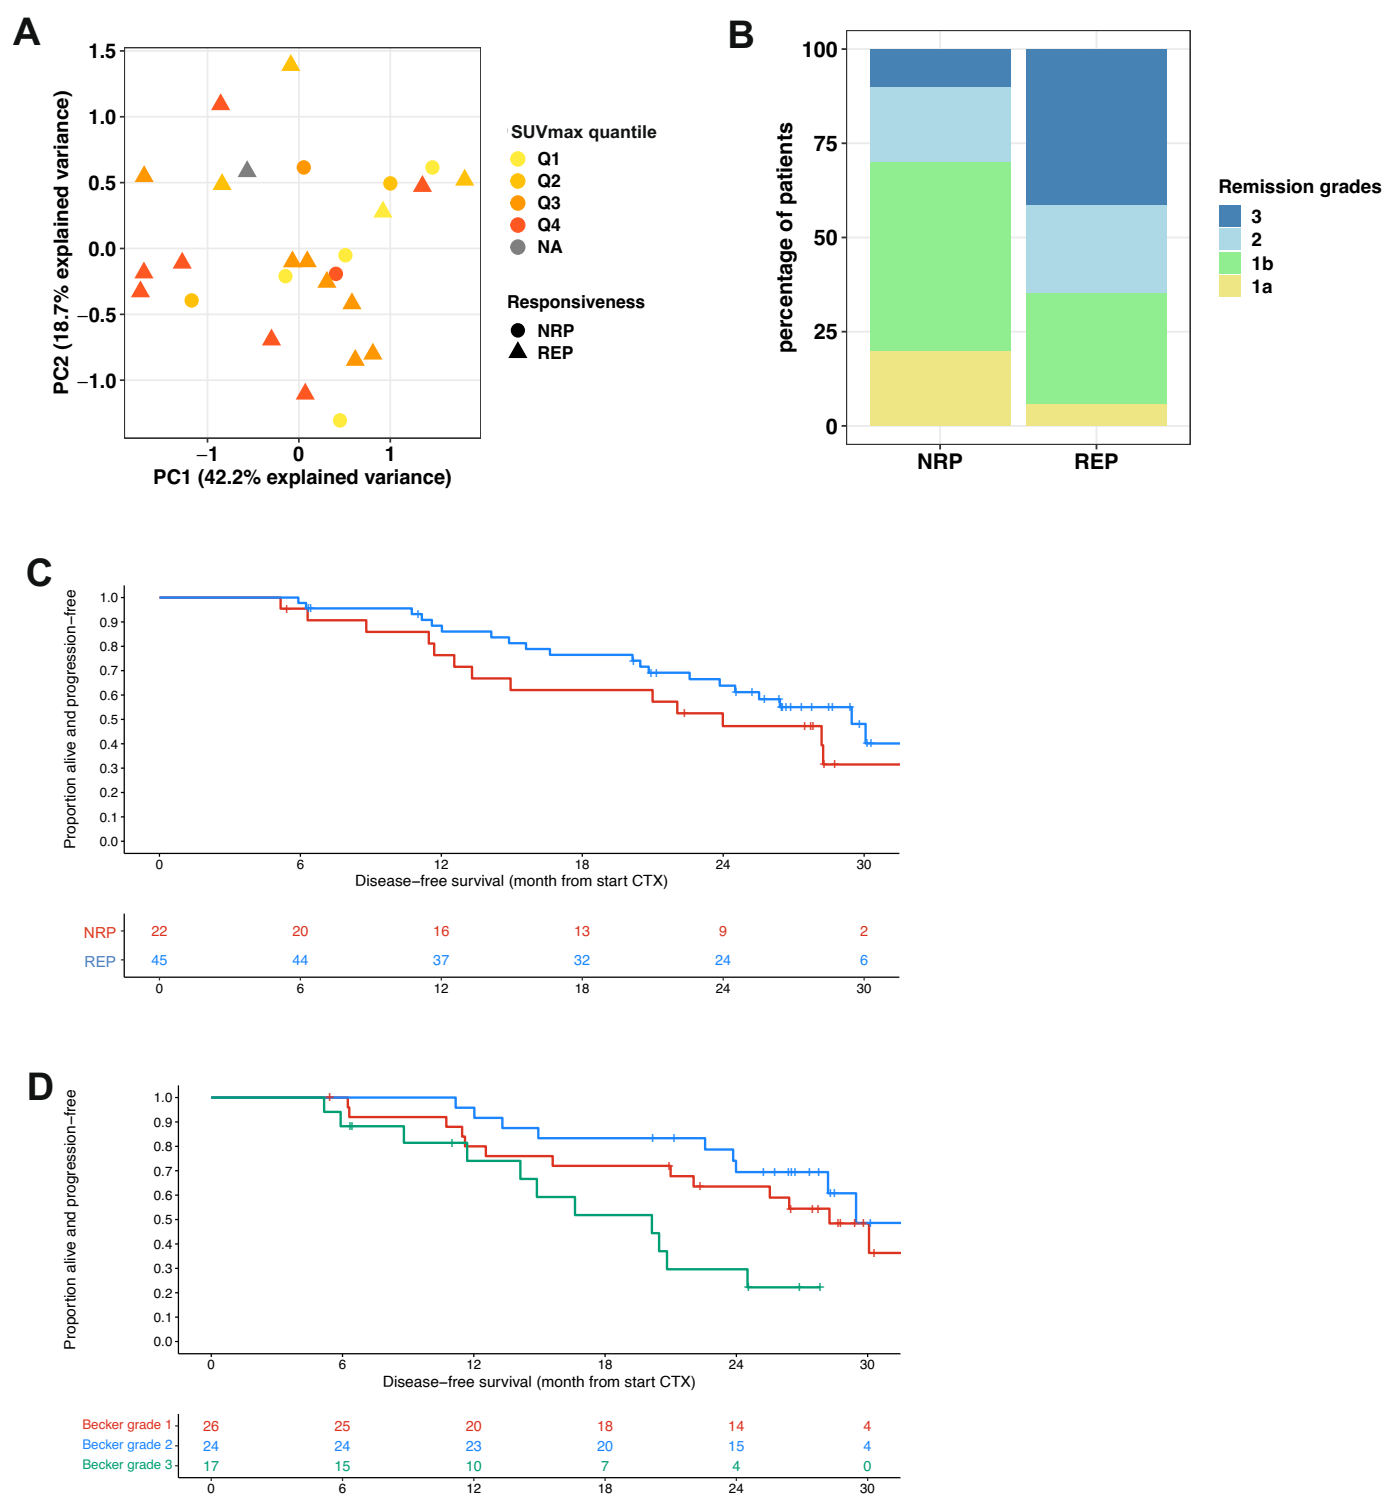 A
1.5
1.0
0.5
0.0
−0.5
−1.0
PC2 (18.7% explained variance)
−1 0 1
PC1 (42.2% explained variance)
SUVmax quantile
Q1
Q2
Q3
Q4
NA
Responsiveness
NRP
REP
B
100
75
50
25
0
percentage of patients
NRP REP
Remission grades
3
2
1b
1a
C
Proportion alive and progression−free
1.0
0.9
0.8
0.7
0.6
0.5
0.4
0.3
0.2
0.1
0.0
0 6 12 18 24 30
Disease−free survival (month from start CTX)
NRP 22 20 16 13 9 2
REP 45 44 37 32 24 6
0 6 12 18 24 30
D
Proportion alive and progression−free
1.0
0.9
0.8
0.7
0.6
0.5
0.4
0.3
0.2
0.1
0.0
0 6 12 18 24 30
Disease−free survival (month from start CTX)
Becker grade 1 26 25 20 18 14 4
Becker grade 2 24 24 23 20 15 4
Becker grade 3 17 15 10 7 4 0
0 6 12 18 24 30